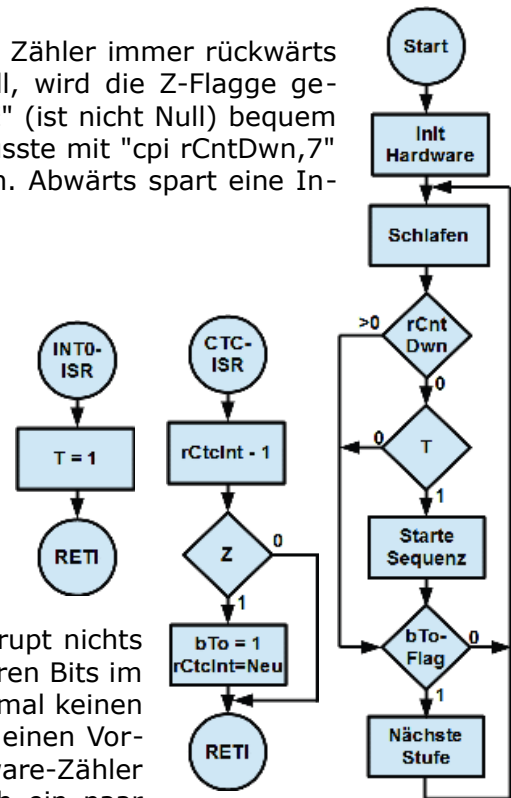 Zähler immer rückwärts
ll, wird die Z-Flagge ge-
" (ist nicht Null) bequem
sste mit "cpi rCntDwn,7"
n. Abwärts spart eine In-
Start
Init
Hardware
Schlafen
>0
rCnt
Dwn
0
0
T
1
Starte
Sequenz
bTo-
Flag
0
1
Nächste
Stufe
INT0-
ISR
T = 1
RETI
CTC-
ISR
rCtcInt - 1
Z
0
1
bTo = 1
rCtcInt=Neu
RETI
rupt nichts
ren Bits im
mal keinen
einen Vor-
ware-Zähler